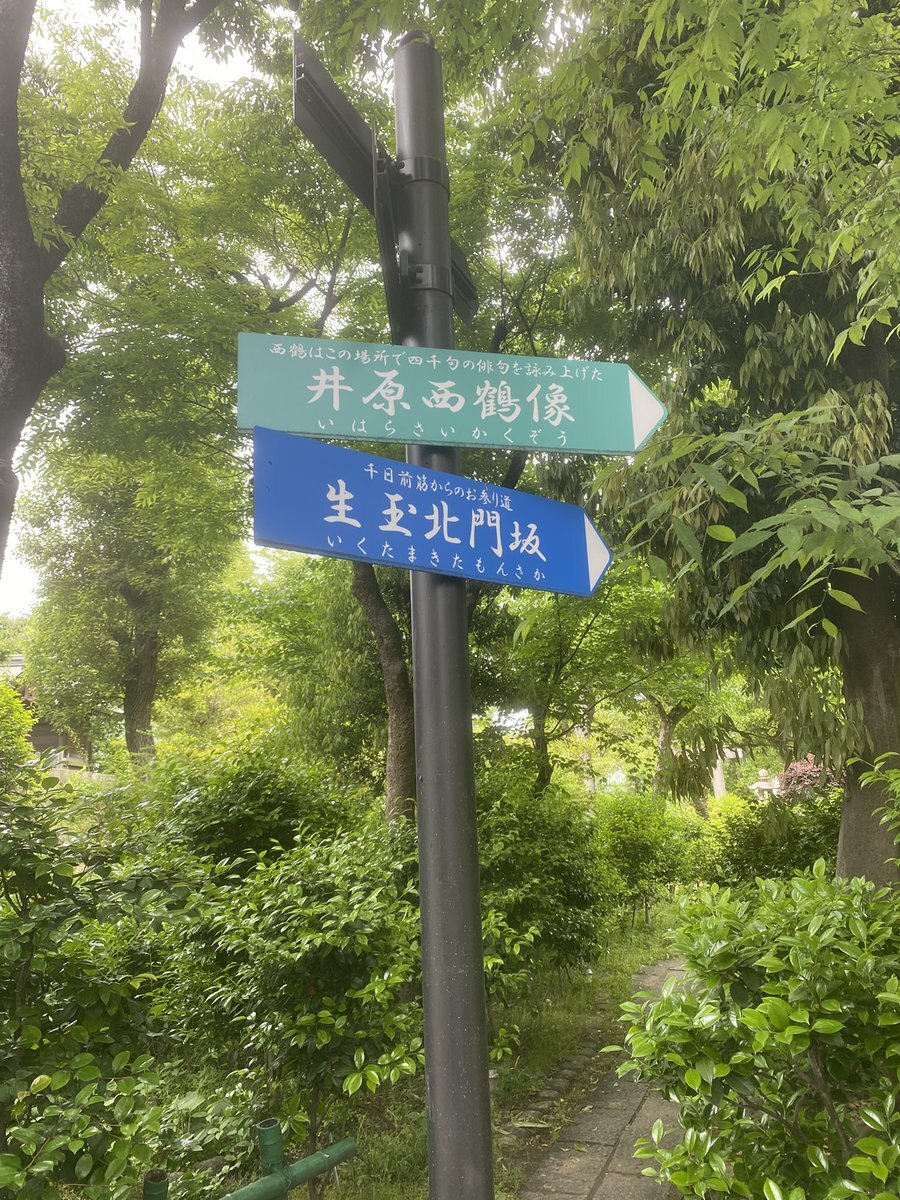 西鶴はこの場所で四千句の俳句を詠み上げた
井原西鶴像
いはらさいかくぞう
千日前筋からのお参り道
生玉北門坂
いくたまきたもんさか